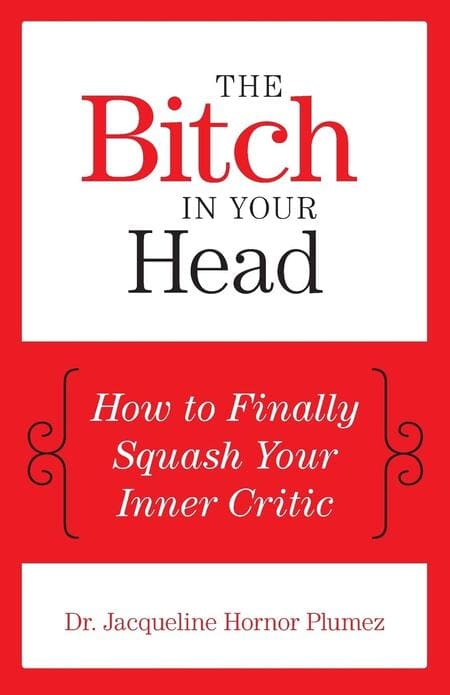 THE
Bitch
IN YOUR
Head
How to Finally
Squash Your
Inner Critic
Dr. Jacqueline Hornor Plumez